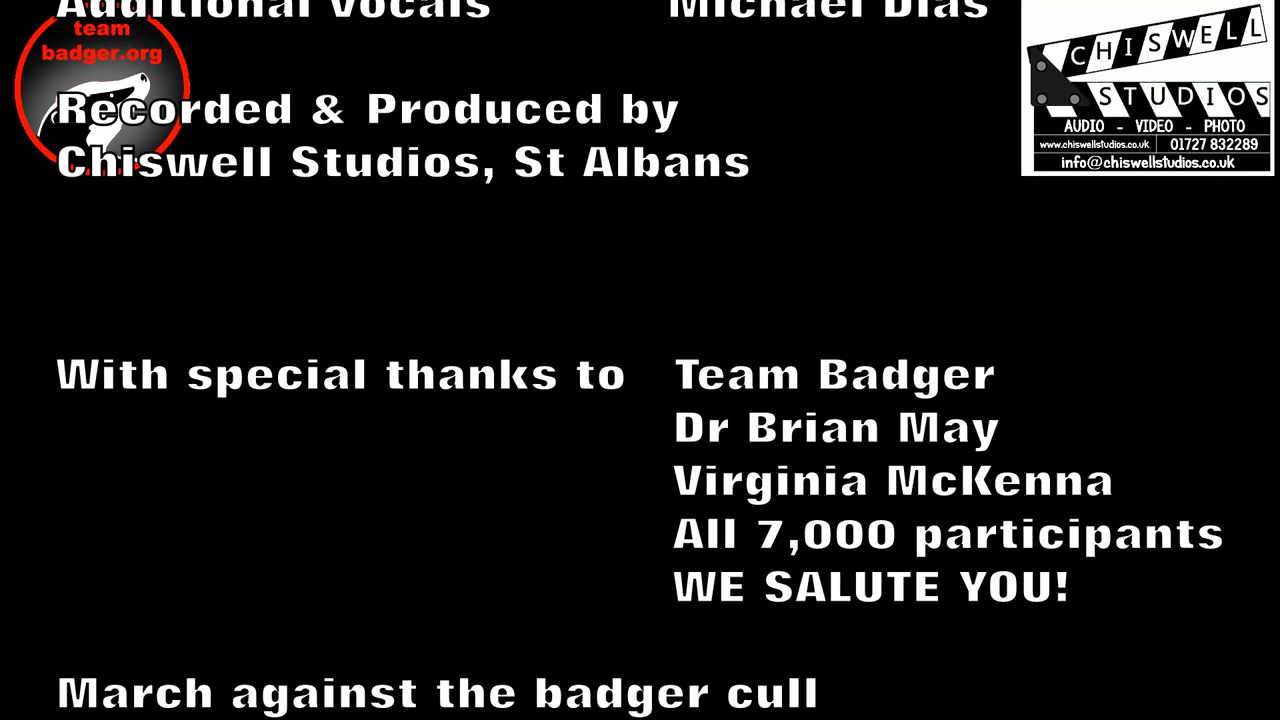 Additional Vocals Michael Dias
team
badger.org
Recorded & Produced by
Chiswell Studios, St Albans
CHISWELL
STUDIOS
AUDIO - VIDEO - PHOTO
www.chiswellstudios.co.uk 01727 832289
info@chiswellstudios.co.uk
With special thanks to Team Badger
Dr Brian May
Virginia McKenna
All 7,000 participants
WE SALUTE YOU!
March against the badger cull